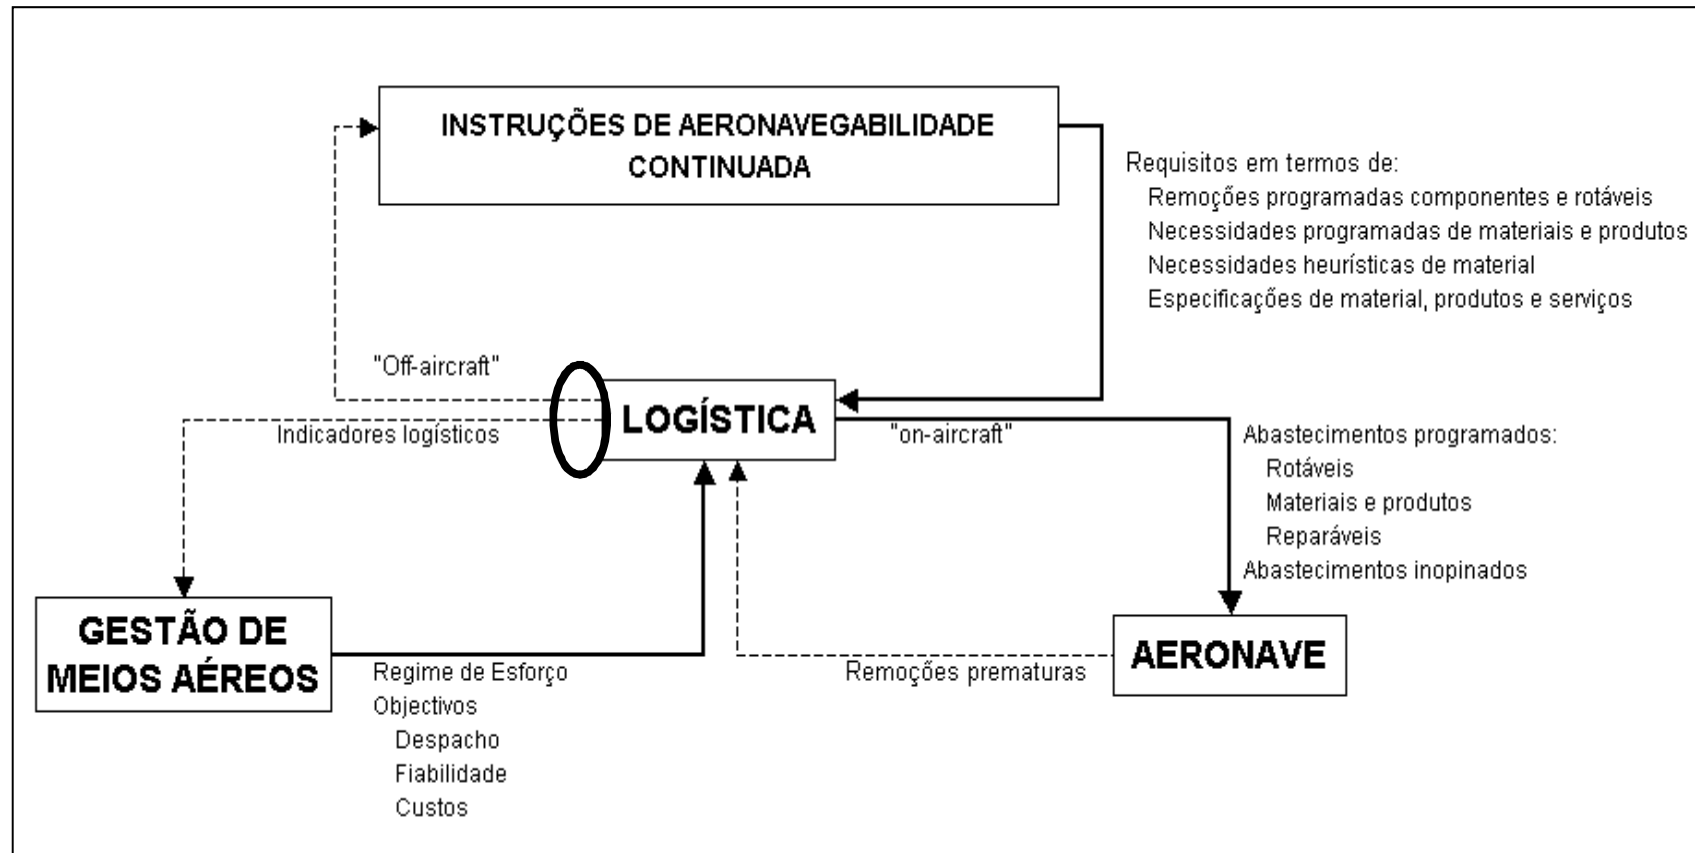 INSTRUÇÕES DE AERONAVEGABILIDADE
CONTINUADA
Requisitos em termos de:
Remoções programadas componentes e rotáveis
Necessidades programadas de materiais e produtos
Necessidades heurísticas de material
Especificações de material, produtos e serviços
"Off-aircraft"
LOGÍSTICA
Indicadores logísticos
"on-aircraft"
Abastecimentos programados:
Rotáveis
Materiais e produtos
Reparáveis
Abastecimentos inopinados
GESTÃO DE
MEIOS AÉREOS
Regime de Esforço
Objectivos
Despacho
Fiabilidade
Custos
Remoções prematuras
AERONAVE